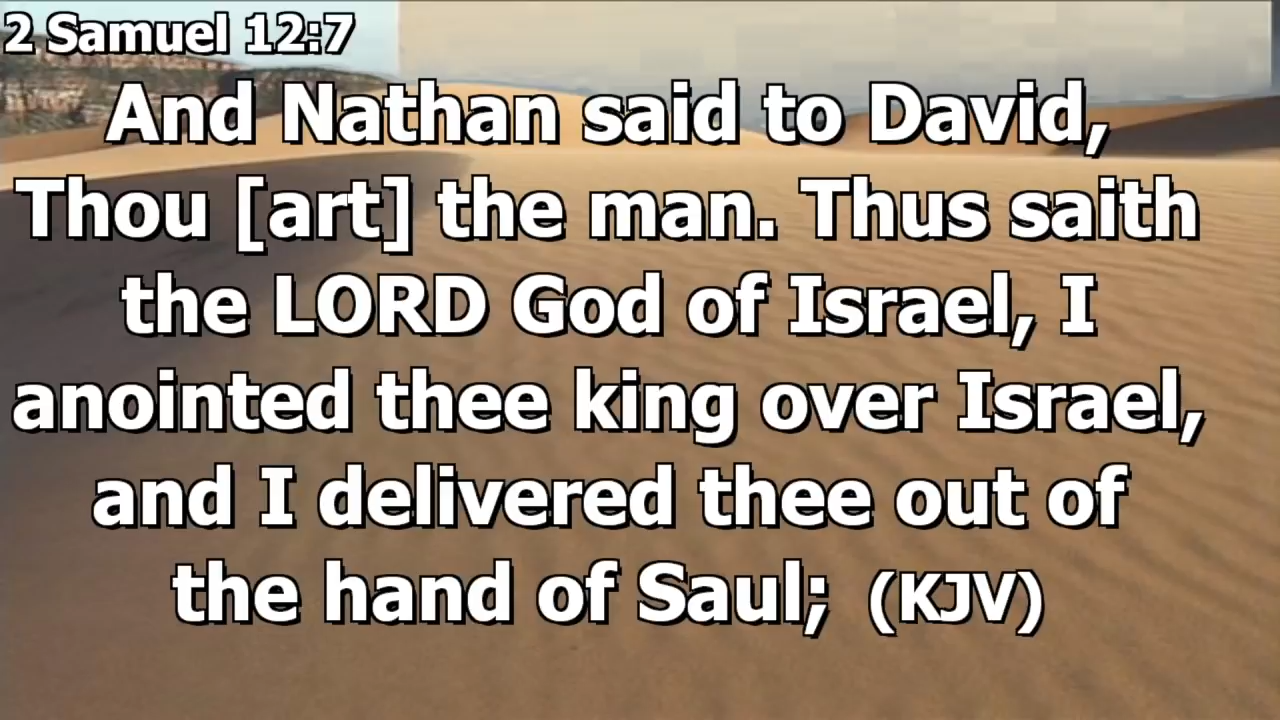 2 Samuel 12:7
And Nathan said to David,
Thou [art] the man. Thus saith
the LORD God of Israel, I
anointed thee king over Israel,
and I delivered thee out of
the hand of Saul; (KJV)